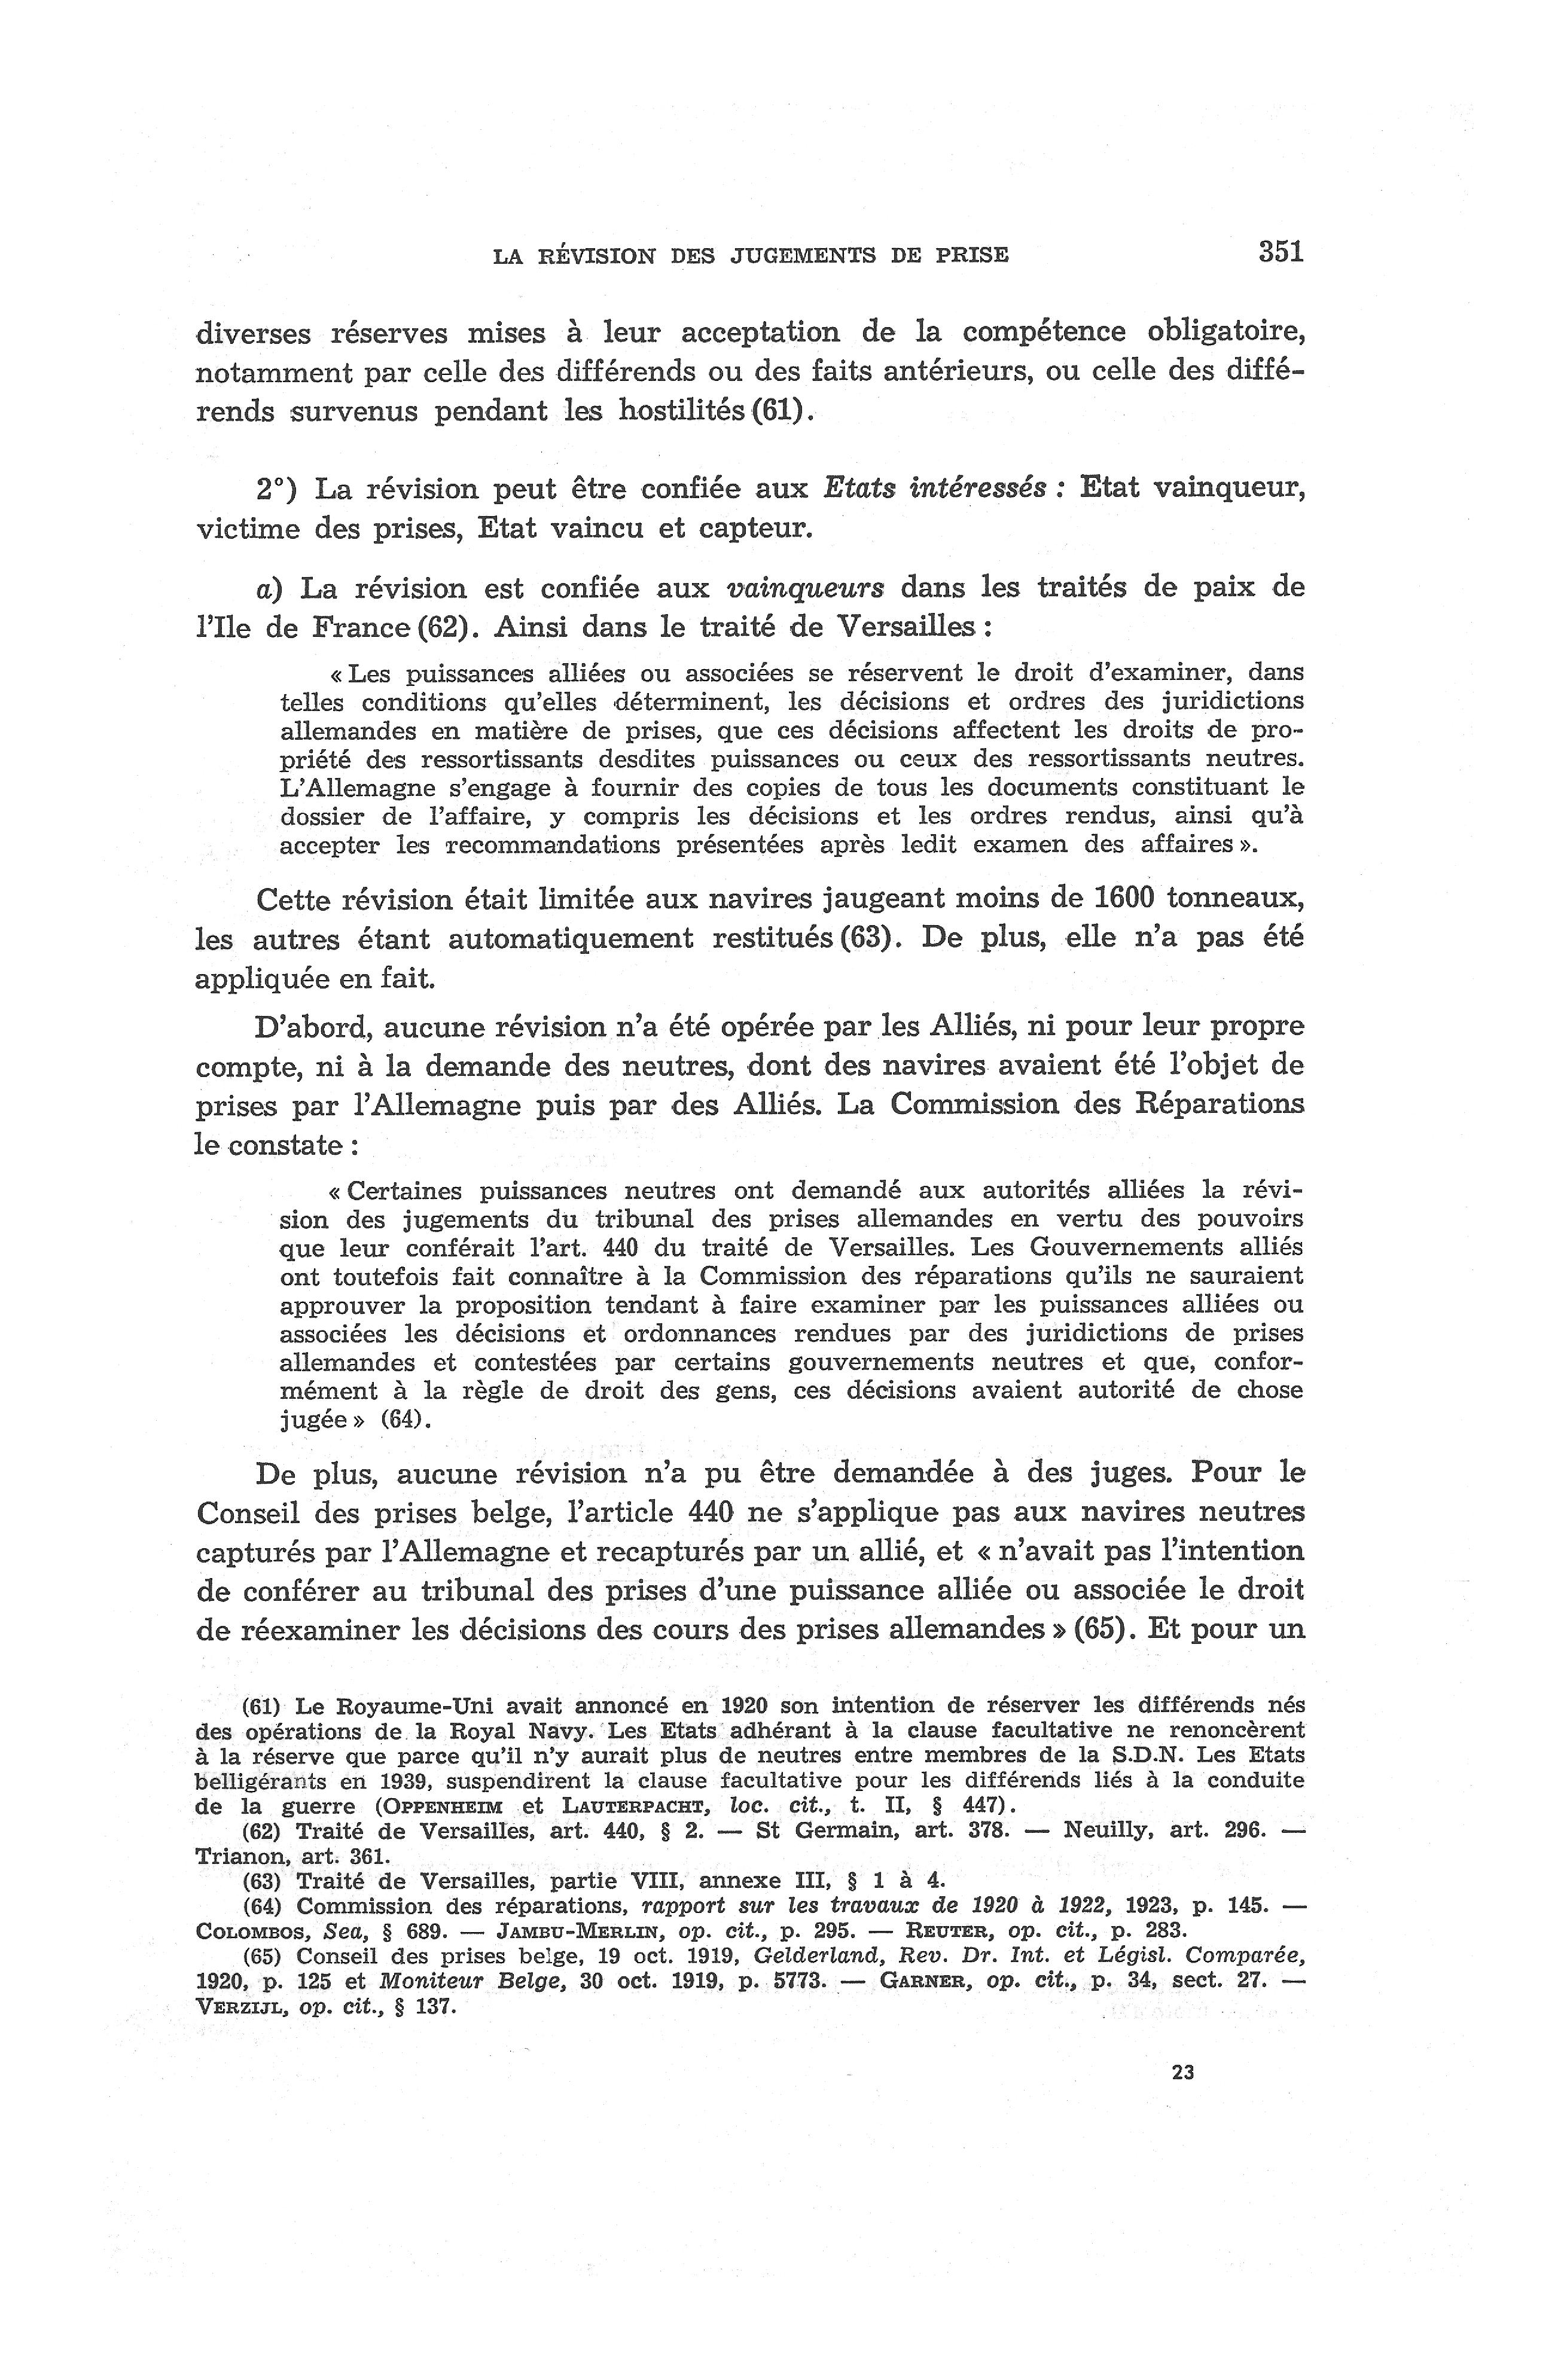 LA RÉVISION DES JUGEMENTS DE PRISE 351
diverses réserves mises à leur acceptation de la compétence obligatoire,
notamment par celle des différends ou des faits antérieurs, ou celle des diffé-
rends survenus pendant les hostilités (61).
2°) La révision peut être confiée aux Etats intéressés : Etat vainqueur,
victime des prises, Etat vaincu et capteur.
a) La révision est confiée aux vainqueurs dans les traités de paix de
l'Ile de France (62). Ainsi dans le traité de Versailles :
« Les puissances alliées ou associées se réservent le droit d'examiner, dans
telles conditions qu'elles déterminent, les décisions et ordres des juridictions
allemandes en matière de prises, que ces décisions affectent les droits de pro-
priété des ressortissants desdites puissances ou ceux des ressortissants neutres.
L'Allemagne s'engage à fournir des copies de tous les documents constituant le
dossier de l'affaire, y compris les décisions et les ordres rendus, ainsi qu'à
accepter les recommandations présentées après ledit examen des affaires ».
Cette révision était limitée aux navires jaugeant moins de 1600 tonneaux,
les autres étant automatiquement restitués (63). De plus, elle n'a pas été
appliquée en fait.
D'abord, aucune révision n'a été opérée par les Alliés, ni pour leur propre
compte, ni à la demande des neutres, dont des navires avaient été l'objet de
prises par l'Allemagne puis par des Alliés. La Commission des Réparations
le constate :
« Certaines puissances neutres ont demandé aux autorités alliées la révi-
sion des jugements du tribunal des prises allemandes en vertu des pouvoirs
que leur conférait l'art. 440 du traité de Versailles. Les Gouvernements alliés
ont toutefois fait connaître à la Commission des réparations qu'ils ne sauraient
approuver la proposition tendant à faire examiner par les puissances alliées ou
associées les décisions et ordonnances rendues par des juridictions de prises
allemandes et contestées par certains gouvernements neutres et que, confor-
mément à la règle de droit des gens, ces décisions avaient autorité de chose
jugée » (64).
De plus, aucune révision n'a pu être demandée à des juges. Pour le
Conseil des prises belge, l'article 440 ne s'applique pas aux navires neutres
capturés par l'Allemagne et recapturés par un allié, et « n'avait pas l'intention
de conférer au tribunal des prises d'une puissance alliée ou associée le droit
de réexaminer les décisions des cours des prises allemandes » (65). Et pour un
(61) Le Royaume-Uni avait annoncé en 1920 son intention de réserver les différends nés
des opérations de la Royal Navy. Les Etats adhérant à la clause facultative ne renoncèrent
à la réserve que parce qu'il n'y aurait plus de neutres entre membres de la S.D.N. Les Etats
belligérants en 1939, suspendirent la clause facultative pour les différends liés à la conduite
de la guerre (OPPENHEIM et LAUTERPACHT, loc. cit., t. II, § 447).
(62) Traité de Versailles, art. 440, § 2. — St Germain, art. 378. — Neuilly, art. 296. —
Trianon, art. 361.
(63) Traité de Versailles, partie VIII, annexe III, § 1 à 4.
(64) Commission des réparations, rapport sur les travaux de 1920 à 1922, 1923, p. 145. —
COLOMBOS, Sea, § 689. — JAMBU-MERLIN, op. cit., p. 295. — REUTER, op. cit., p. 283.
(65) Conseil des prises belge, 19 oct. 1919, Gelderland, Rev. Dr. Int. et Législ. Comparée,
1920, p. 125 et Moniteur Belge, 30 oct. 1919, p. 5773. — GARNER, op. cit., p. 34, sect. 27. —
VERZIJL, op. cit., § 137.
23